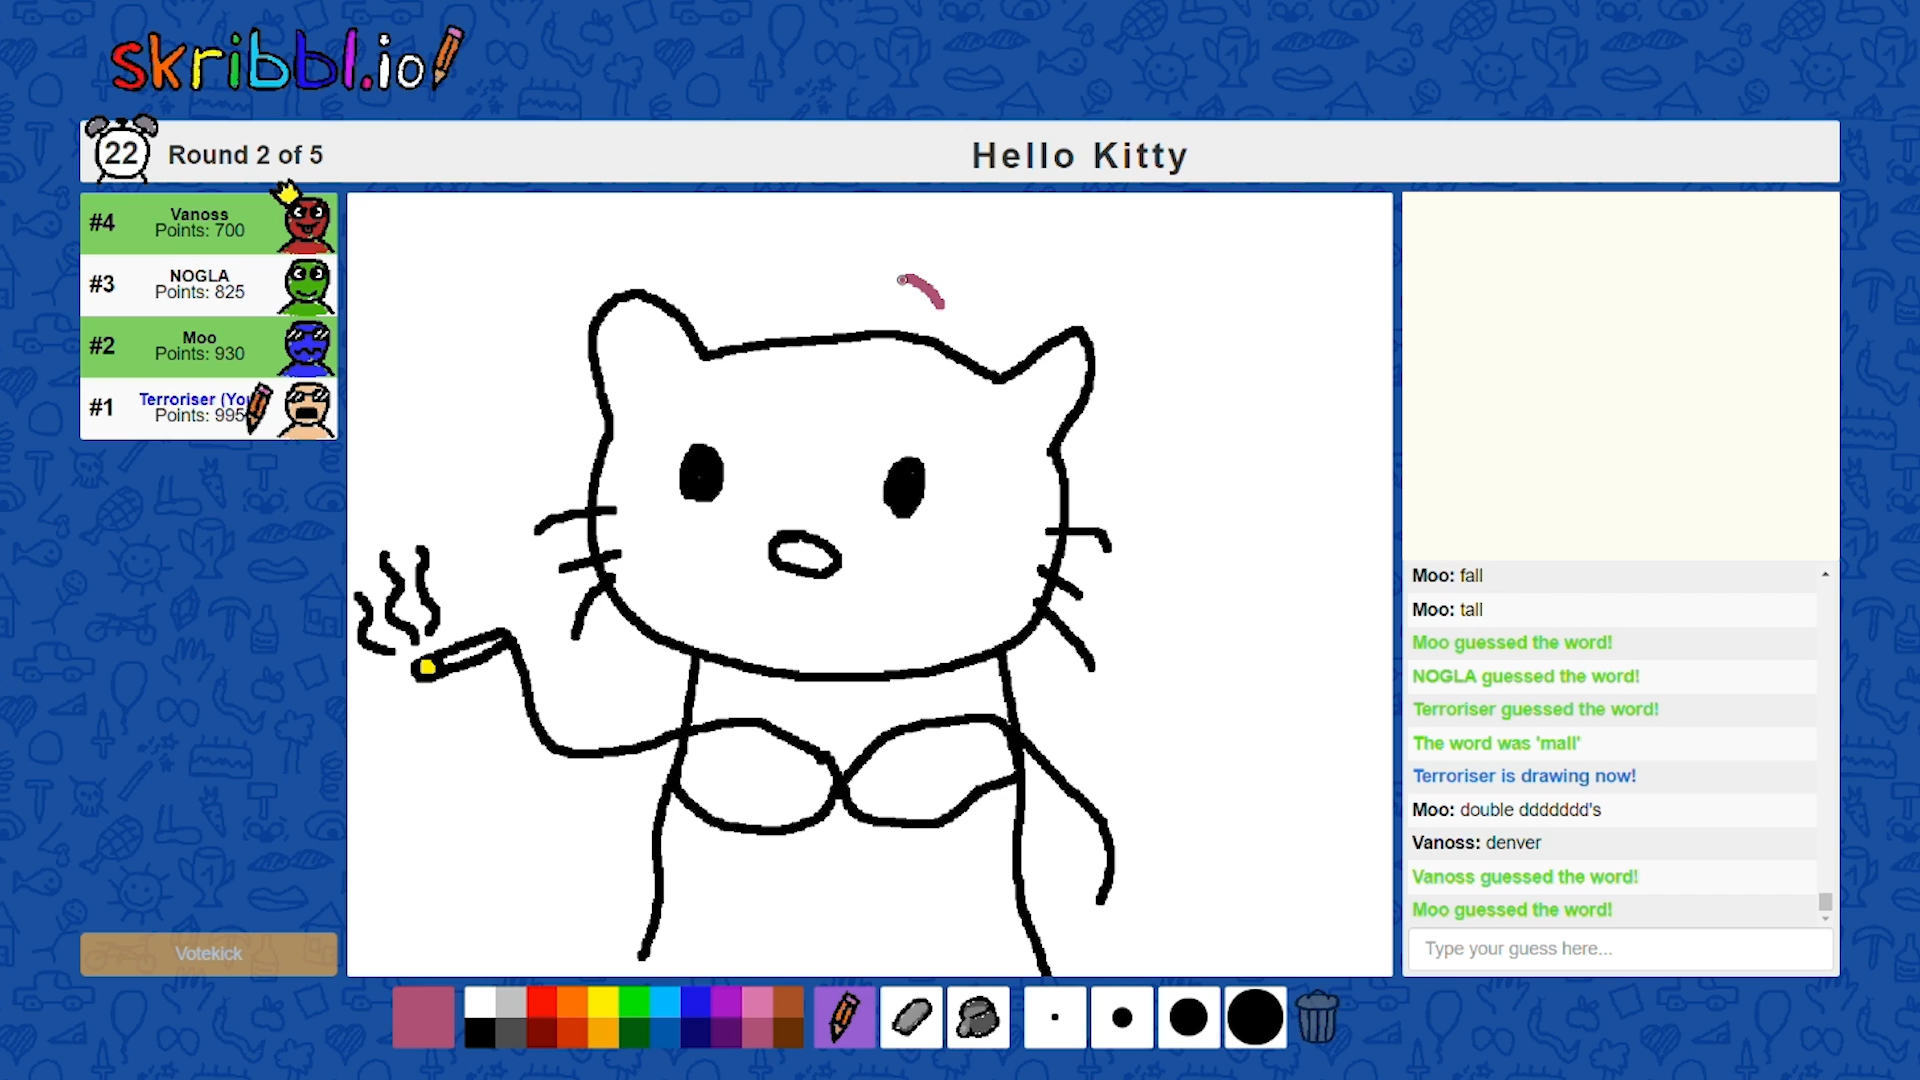 skribbl.io
22
Round 2 of 5
Hello Kitty
#4
Vanoss
Points: 700
#3
NOGLA
Points: 825
#2
Moo
Points: 930
#1
Terroriser (You
Points: 995
Votekick
Moo: fall
Moo: tall
Moo guessed the word!
NOGLA guessed the word!
Terroriser guessed the word!
The word was 'mall'
Terroriser is drawing now!
Moo: double ddddddd's
Vanoss: denver
Vanoss guessed the word!
Moo guessed the word!
Type your guess here...